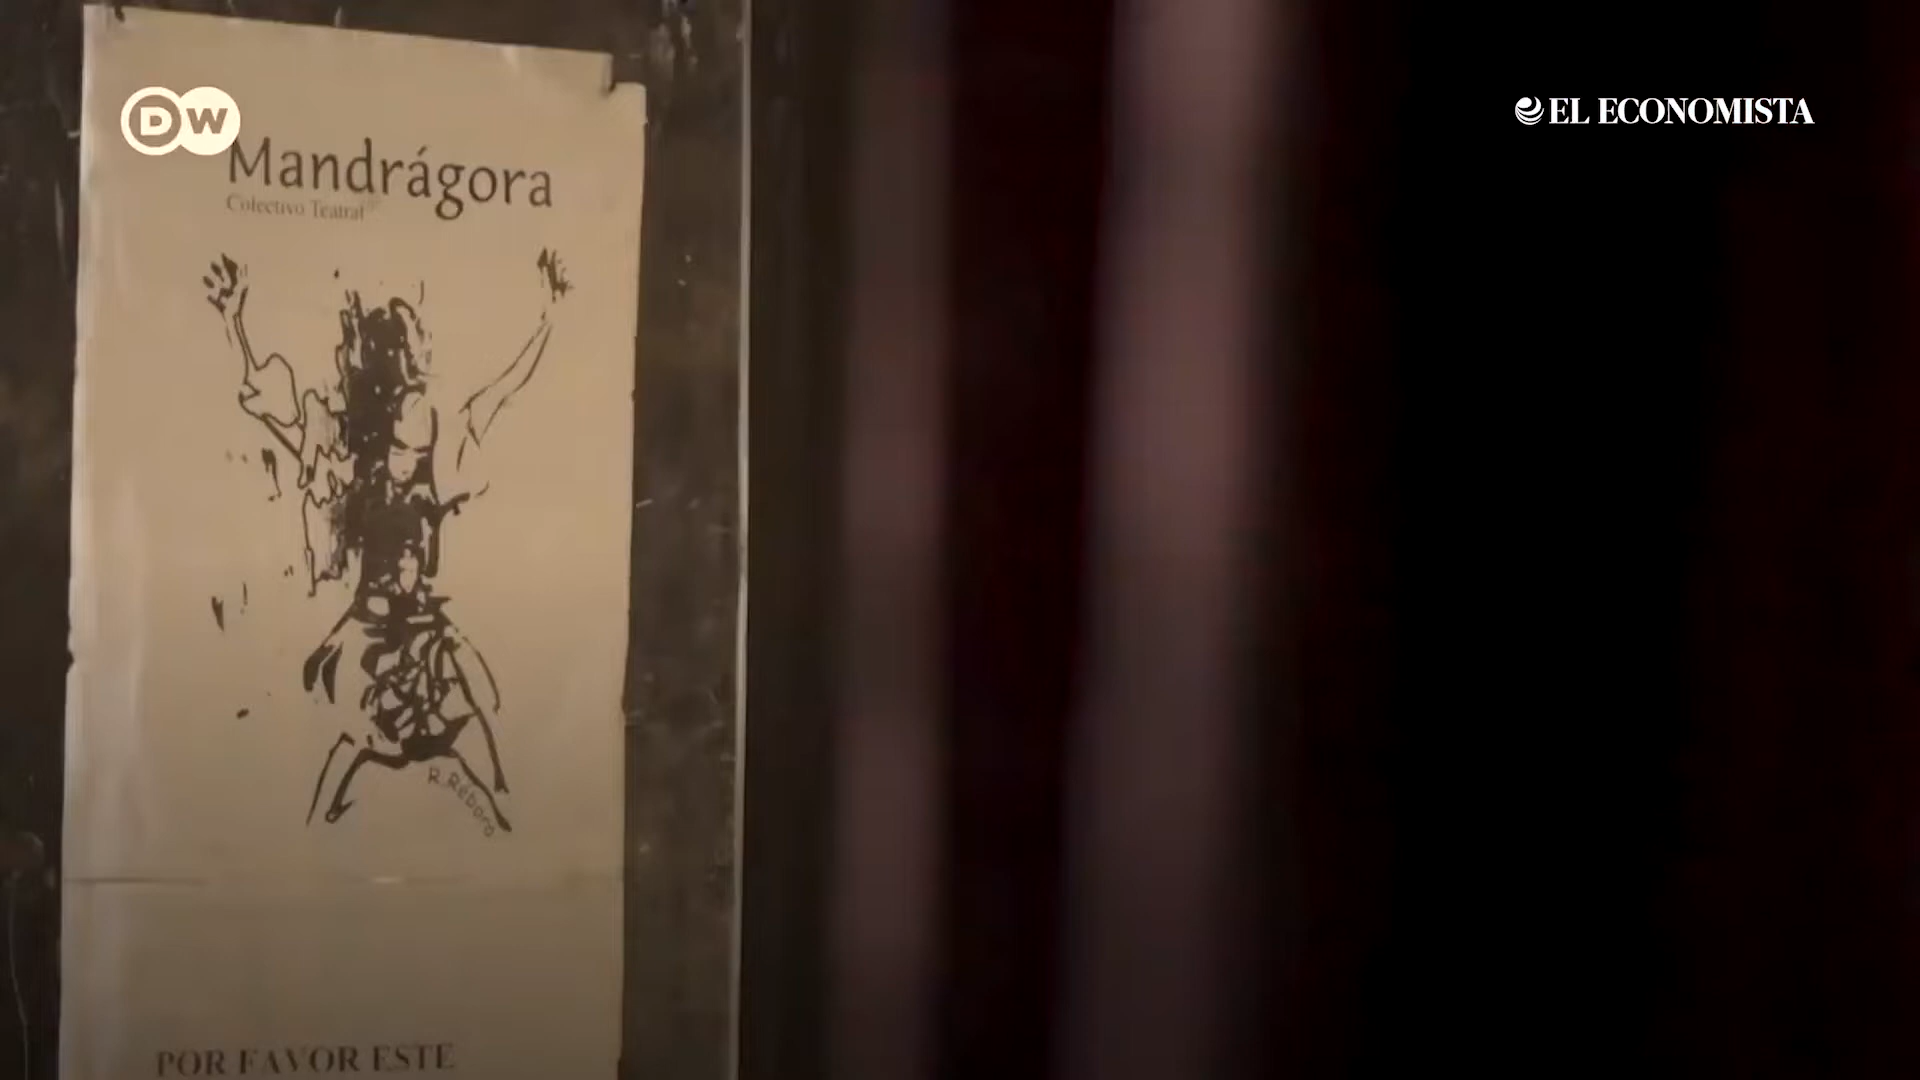 DW
EL ECONOMISTA
Mandrágora
Colectivo Teatral
R. Rébora
POR FAVOR ESTE